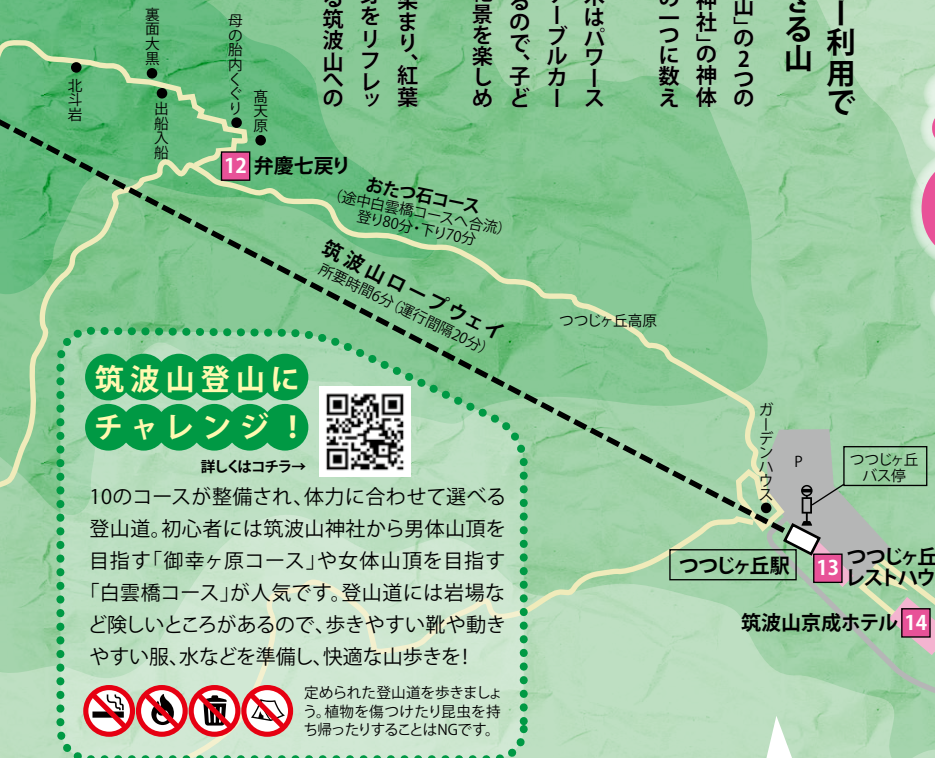 ー利用で
きる山
山」の2つの
神社」の神体
の一つに数え
はパワース
ーブルカー
るので、子ど
景を楽しめ
染まり、紅葉
をリフレッ
る筑波山への
裏面大黒
母の胎内くぐり
北斗岩
出船入船
髙天原
12 弁慶七戻り
おたつ石コース
(途中白雲橋コースへ合流)
登り80分・下り70分
筑波山ロープウェイ
所要時間6分(運行間隔20分)
つつじヶ丘高原
ガーデンハウス
P
つつじヶ丘
バス停
つつじヶ丘駅
13 つつじヶ丘
レストハウ
筑波山京成ホテル 14
筑波山登山に
チャレンジ！
詳しくはコチラ→
10のコースが整備され、体力に合わせて選べる
登山道。初心者には筑波山神社から男体山頂を
目指す「御幸ヶ原コース」や女体山頂を目指す
「白雲橋コース」が人気です。登山道には岩場な
ど険しいところがあるので、歩きやすい靴や動き
やすい服、水などを準備し、快適な山歩きを！
定められた登山道を歩きましょ
う。植物を傷つけたり昆虫を持
ち帰ったりすることはNGです。